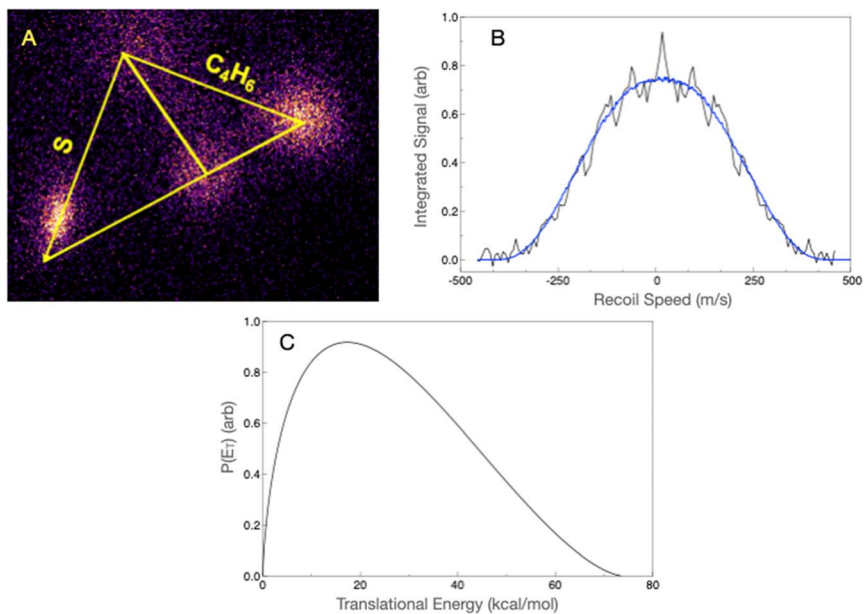 A
S
C4H6
B
Integrated Signal (arb)
1.0
0.8
0.6
0.4
0.2
0.0
-500
-250
0
250
500
Recoil Speed (m/s)
C
P(ET) (arb)
1.0
0.8
0.6
0.4
0.2
0.0
0
20
40
60
80
Translational Energy (kcal/mol)